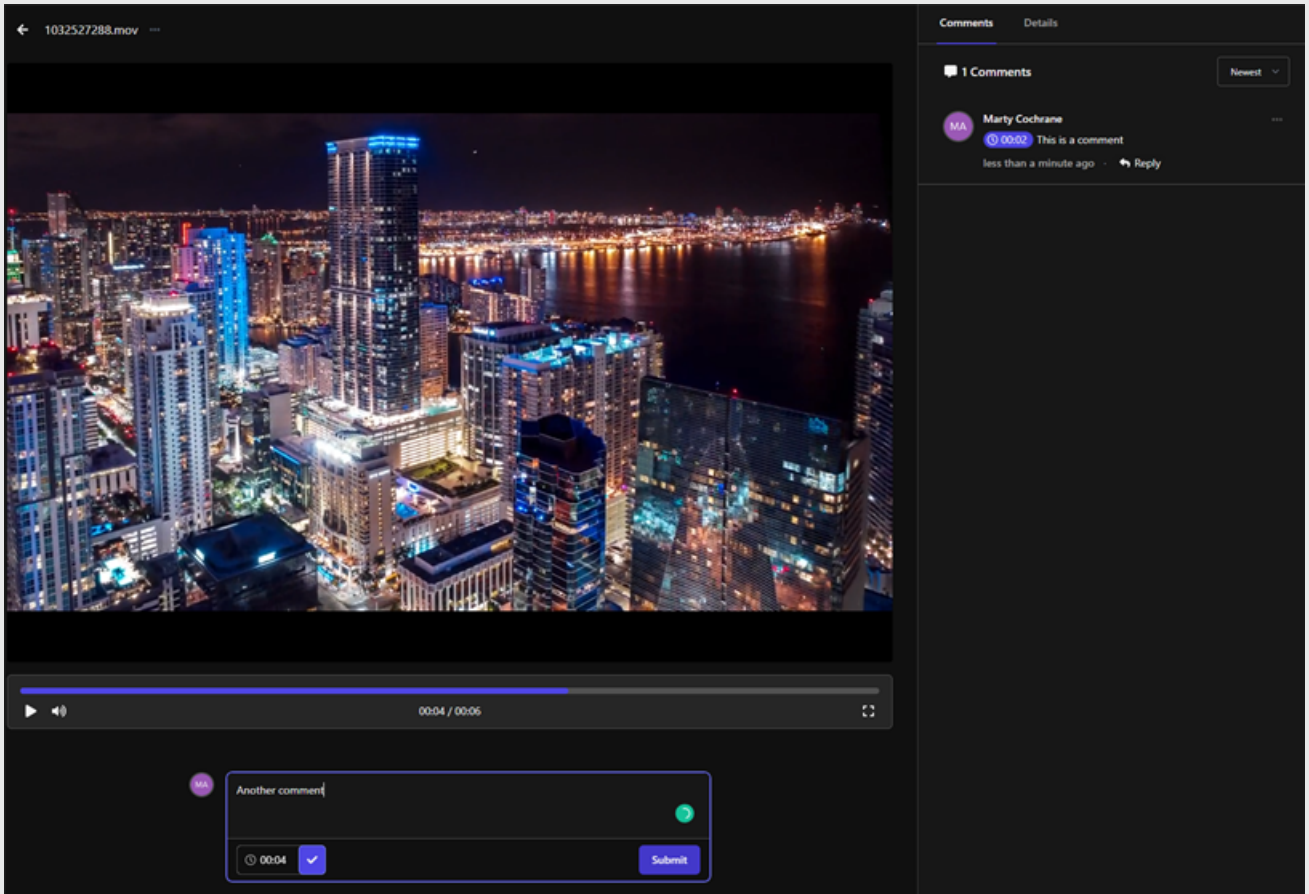 1032527288.mov ...
Comments Details
1 Comments
Newest
MA
Marty Cochrane
...
00:02 This is a comment
less than a minute ago · Reply
00:04 / 00:06
MA
Another comment
00:04
Submit